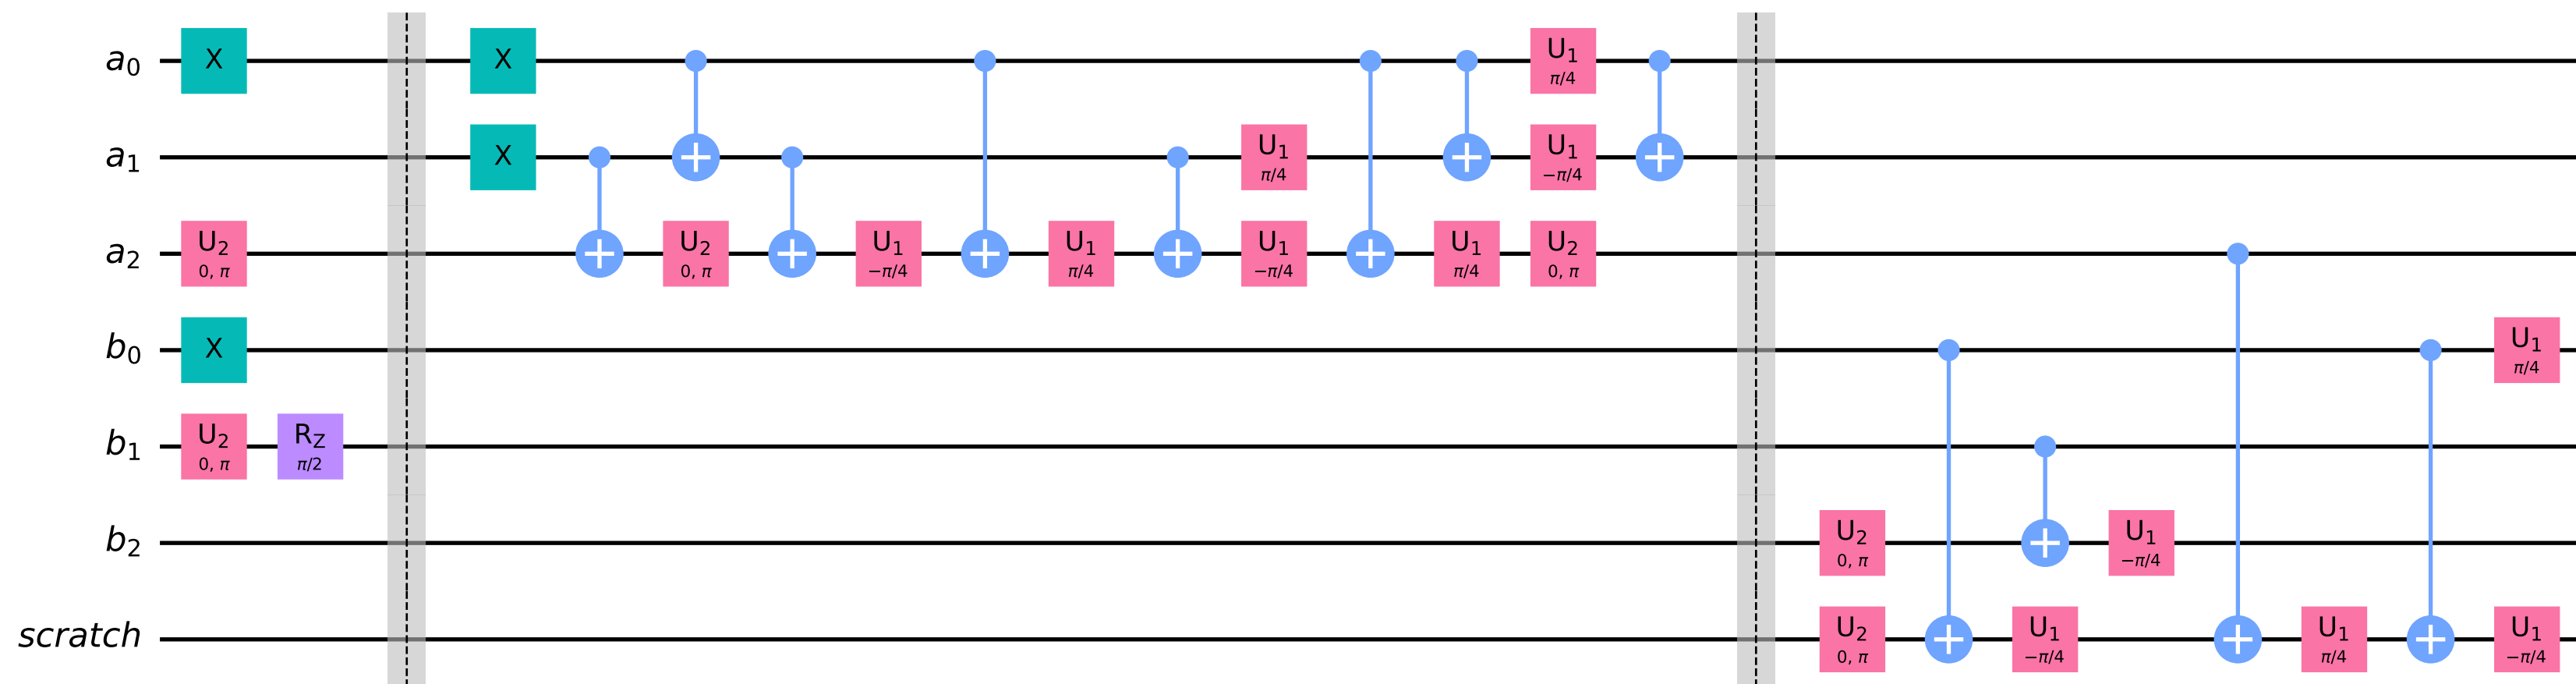 a0 X X U1 π/4
a1 X U1 π/4 U1 −π/4
a2 U2 0, π U2 0, π U1 −π/4 U1 π/4 U1 −π/4 U1 π/4 U2 0, π
b0 X U1 π/4
b1 U2 0, π RZ π/2
b2 U2 0, π U1 −π/4
scratch U2 0, π U1 −π/4 U1 π/4 U1 −π/4